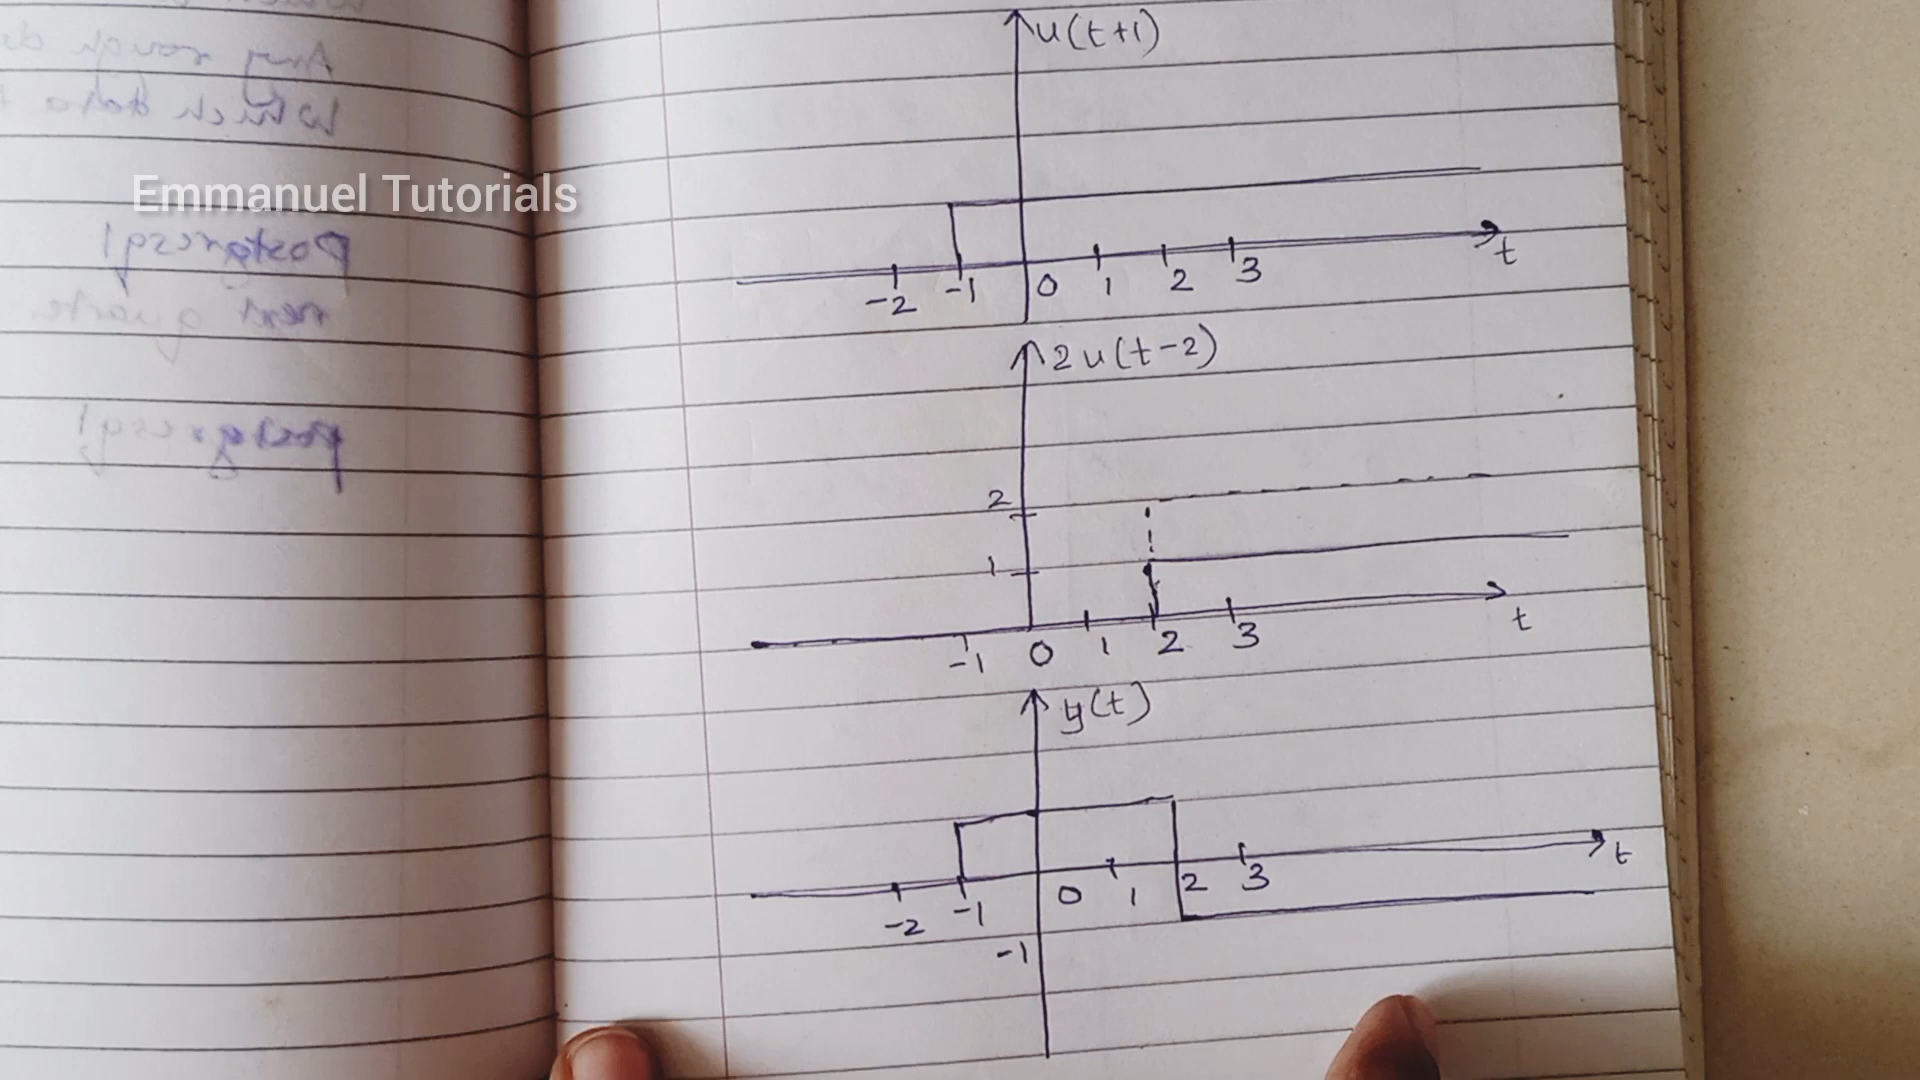 Emmanuel Tutorials
u(t+1)
-2 -1 0 1 2 3 t
2u(t-2)
2
1
-1 0 1 2 3 t
y(t)
-2 -1 0 1 2 3 t
-1